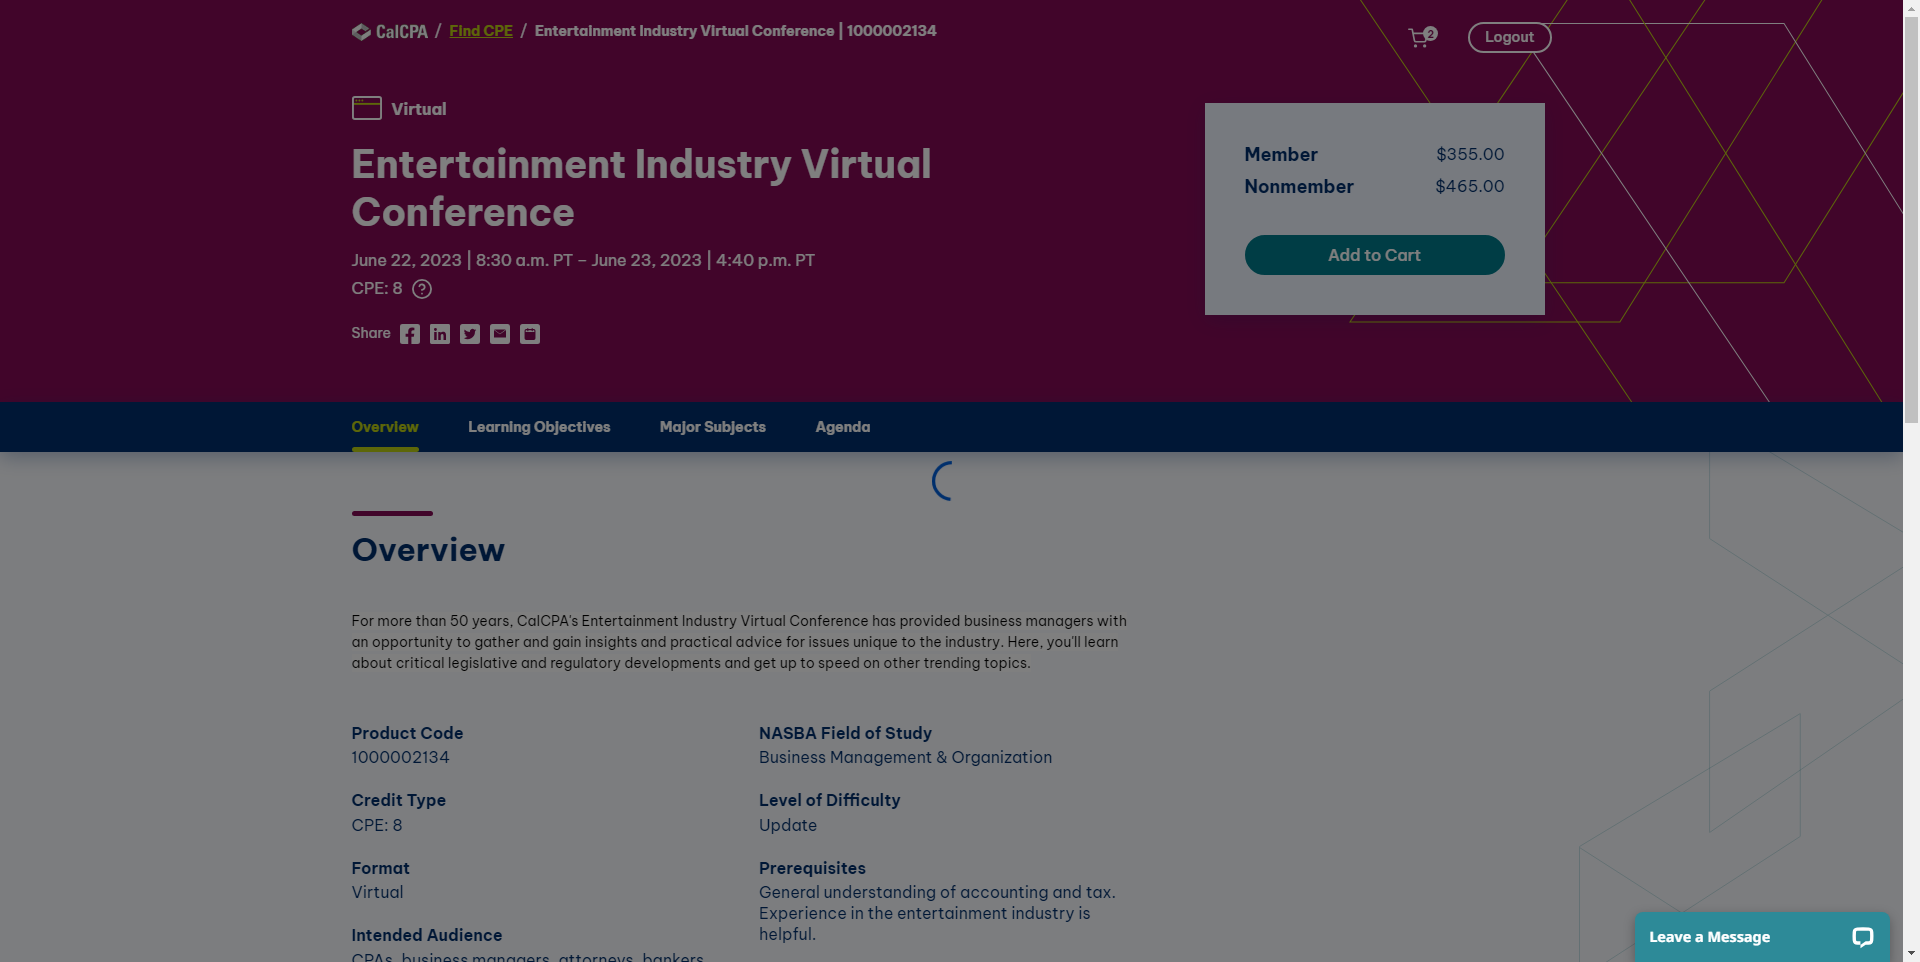 CalCPA / Find CPE / Entertainment Industry Virtual Conference | 1000002134
2
Logout
Virtual
Entertainment Industry Virtual
Conference
June 22, 2023 | 8:30 a.m. PT – June 23, 2023 | 4:40 p.m. PT
CPE: 8 ?
Share
Member $355.00
Nonmember $465.00
Add to Cart
Overview Learning Objectives Major Subjects Agenda
Overview
For more than 50 years, CalCPA's Entertainment Industry Virtual Conference has provided business managers with
an opportunity to gather and gain insights and practical advice for issues unique to the industry. Here, you'll learn
about critical legislative and regulatory developments and get up to speed on other trending topics.
Product Code
1000002134
Credit Type
CPE: 8
Format
Virtual
Intended Audience
CPAs, business managers, attorneys, bankers
NASBA Field of Study
Business Management & Organization
Level of Difficulty
Update
Prerequisites
General understanding of accounting and tax.
Experience in the entertainment industry is
helpful.
Leave a Message